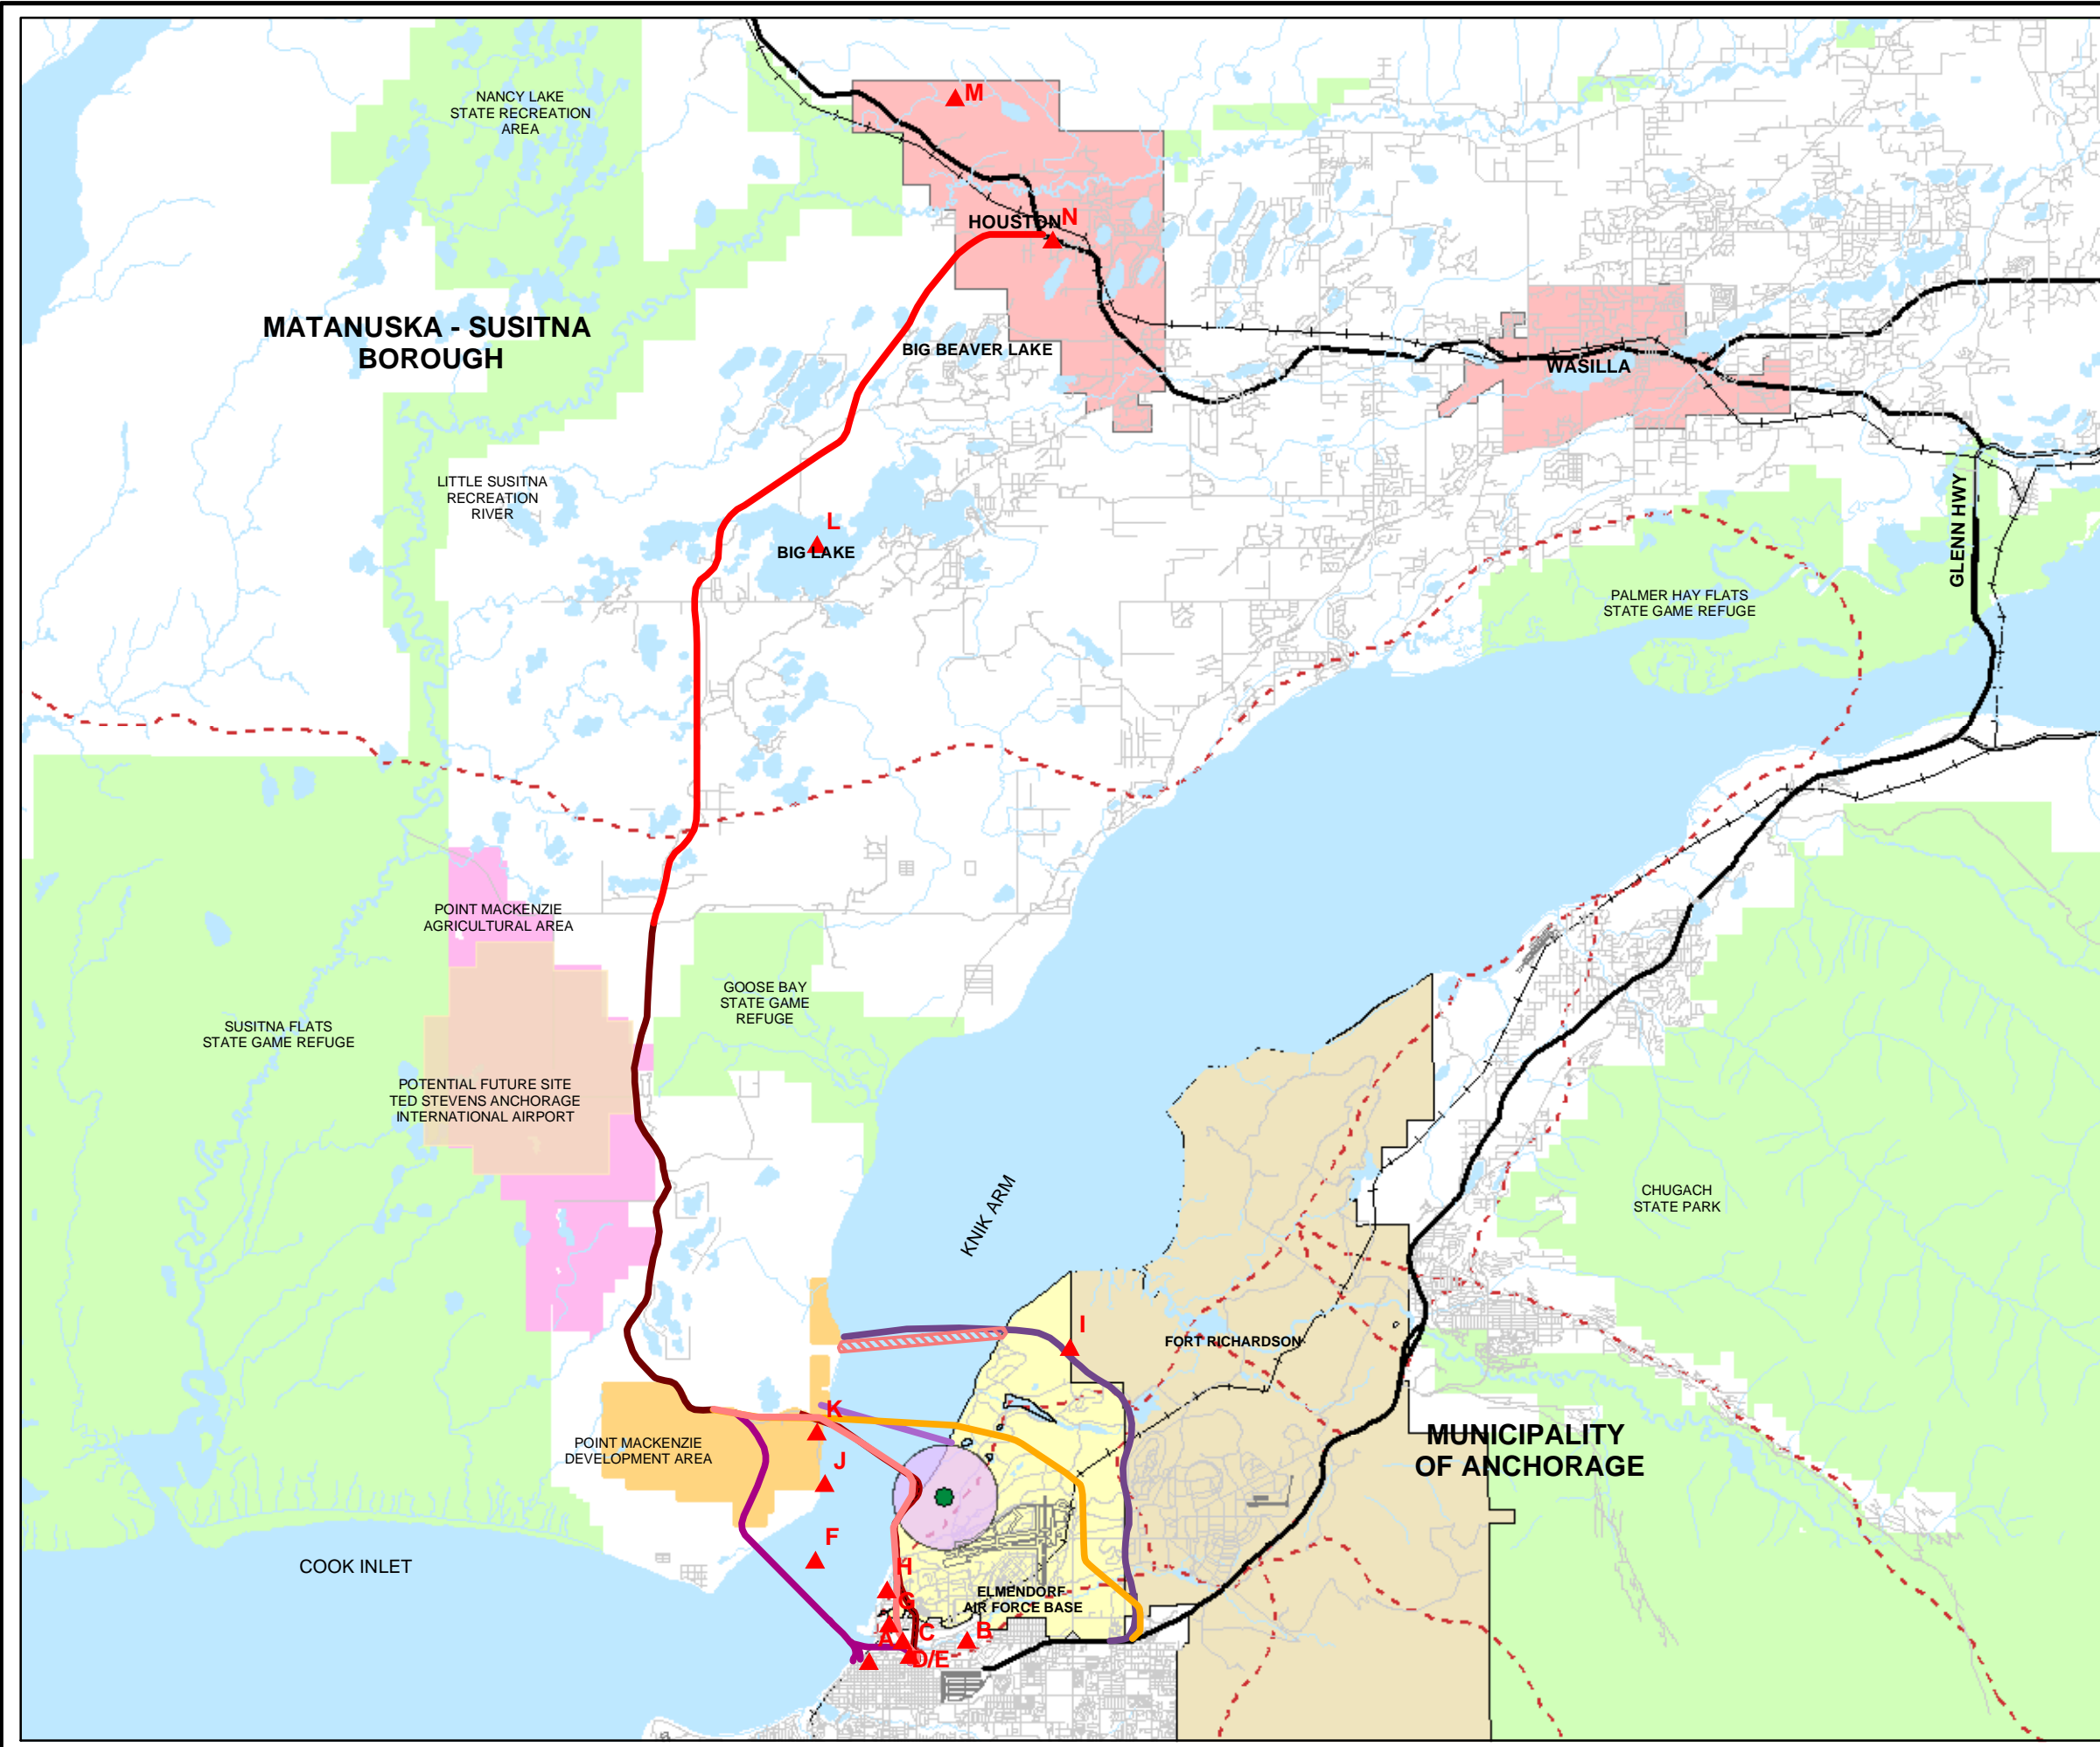 NANCY LAKE
STATE RECREATION
AREA
M
HOUSTON
N
MATANUSKA - SUSITNA
BOROUGH
BIG BEAVER LAKE
WASILLA
LITTLE SUSITNA
RECREATION
RIVER
L
BIG LAKE
GLENN HWY
PALMER HAY FLATS
STATE GAME REFUGE
POINT MACKENZIE
AGRICULTURAL AREA
GOOSE BAY
STATE GAME
REFUGE
SUSITNA FLATS
STATE GAME REFUGE
POTENTIAL FUTURE SITE
TED STEVENS ANCHORAGE
INTERNATIONAL AIRPORT
KNIK ARM
CHUGACH
STATE PARK
I
FORT RICHARDSON
K
POINT MACKENZIE
DEVELOPMENT AREA
J
MUNICIPALITY
OF ANCHORAGE
F
COOK INLET
H
G
ELMENDORF
AIR FORCE BASE
A
C
B
D/E